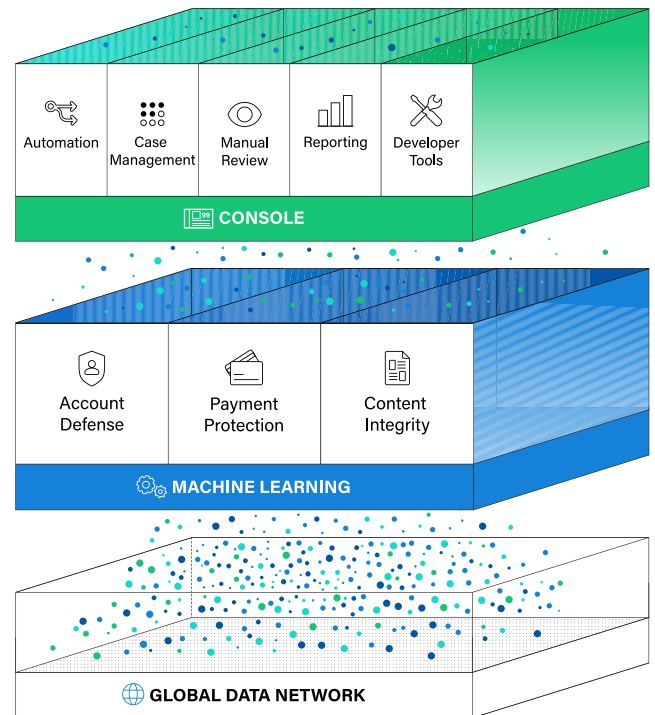 Automation
Case
Management
Manual
Review
Reporting
Developer
Tools
99 CONSOLE
Account
Defense
Payment
Protection
Content
Integrity
MACHINE LEARNING
GLOBAL DATA NETWORK